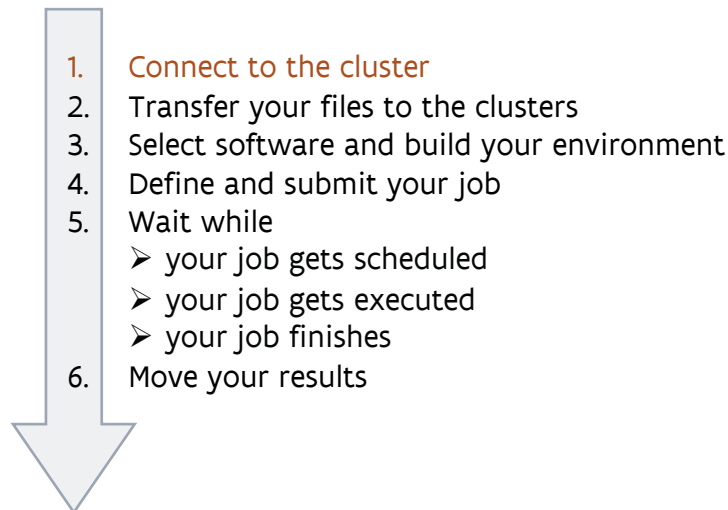 1. Connect to the cluster
2. Transfer your files to the clusters
3. Select software and build your environment
4. Define and submit your job
5. Wait while
➢ your job gets scheduled
➢ your job gets executed
➢ your job finishes
6. Move your results